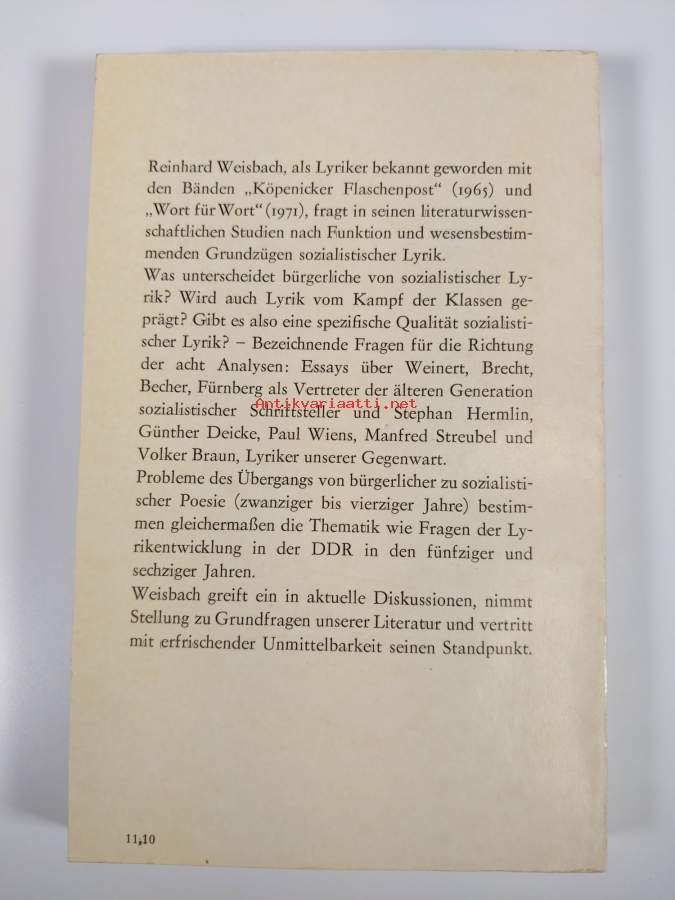 Reinhard Weisbach, als Lyriker bekannt geworden mit
den Bänden „Köpenicker Flaschenpost“ (1965) und
„Wort für Wort“ (1971), fragt in seinen literaturwissen-
schaftlichen Studien nach Funktion und wesensbestim-
menden Grundzügen sozialistischer Lyrik.
Was unterscheidet bürgerliche von sozialistischer Ly-
rik? Wird auch Lyrik vom Kampf der Klassen ge-
prägt? Gibt es also eine spezifische Qualität sozialisti-
scher Lyrik? – Bezeichnende Fragen für die Richtung
der acht Analysen: Essays über Weinert, Brecht,
Becher, Fürnberg als Vertreter der älteren Generation
Antikvariaatti.net
sozialistischer Schriftsteller und Stephan Hermlin,
Günther Deicke, Paul Wiens, Manfred Streubel und
Volker Braun, Lyriker unserer Gegenwart.
Probleme des Übergangs von bürgerlicher zu sozialisti-
scher Poesie (zwanziger bis vierziger Jahre) bestim-
men gleichermaßen die Thematik wie Fragen der Ly-
rikentwicklung in der DDR in den fünfziger und
sechziger Jahren.
Weisbach greift ein in aktuelle Diskussionen, nimmt
Stellung zu Grundfragen unserer Literatur und vertritt
mit erfrischender Unmittelbarkeit seinen Standpunkt.
11,10